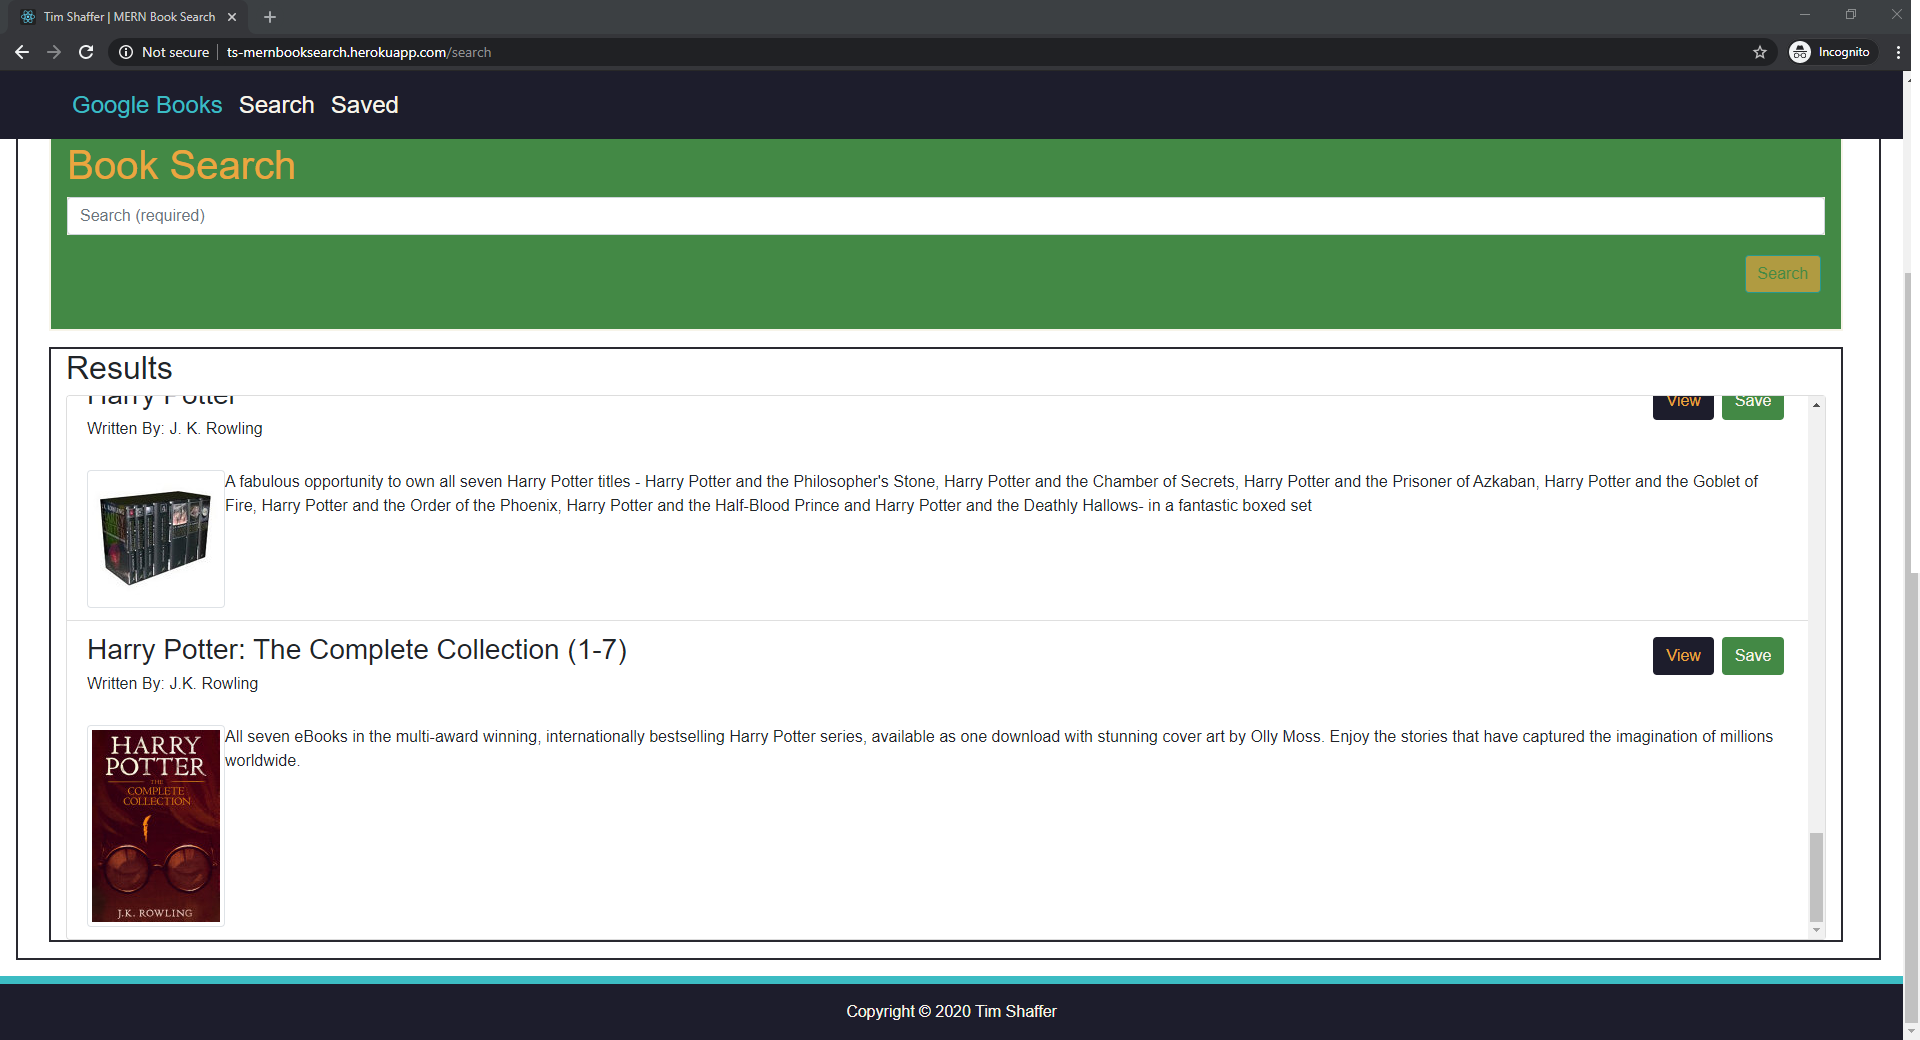 Tim Shaffer | MERN Book Search
Not secure | ts-mernbooksearch.herokuapp.com/search
Incognito
Google Books Search Saved
Book Search
Search (required)
Search
Results
Harry Potter
View Save
Written By: J. K. Rowling
A fabulous opportunity to own all seven Harry Potter titles - Harry Potter and the Philosopher's Stone, Harry Potter and the Chamber of Secrets, Harry Potter and the Prisoner of Azkaban, Harry Potter and the Goblet of
Fire, Harry Potter and the Order of the Phoenix, Harry Potter and the Half-Blood Prince and Harry Potter and the Deathly Hallows- in a fantastic boxed set
Harry Potter: The Complete Collection (1-7)
View Save
Written By: J.K. Rowling
All seven eBooks in the multi-award winning, internationally bestselling Harry Potter series, available as one download with stunning cover art by Olly Moss. Enjoy the stories that have captured the imagination of millions
worldwide.
HARRY
POTTER
THE
COMPLETE
COLLECTION
J.K. ROWLING
Copyright © 2020 Tim Shaffer